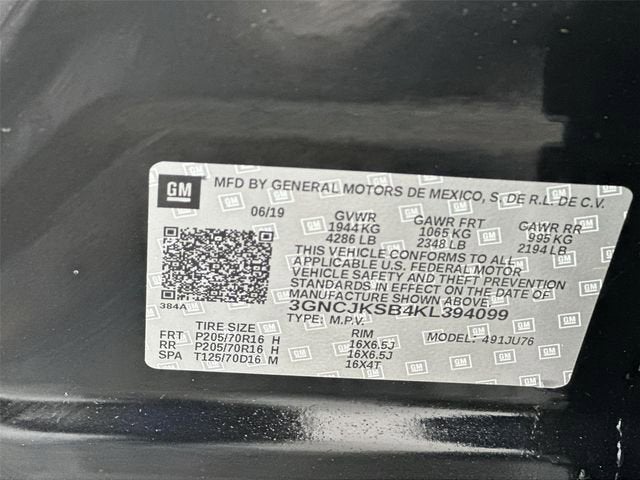 GM MFD BY GENERAL MOTORS DE MEXICO, S. DE R.L. DE C.V.
06/19 GVWR GAWR FRT GAWR RR
1944 KG 1065 KG 995 KG
4286 LB 2348 LB 2194 LB
THIS VEHICLE CONFORMS TO ALL
APPLICABLE U.S. FEDERAL MOTOR
VEHICLE SAFETY AND THEFT PREVENTION
STANDARDS IN EFFECT ON THE DATE OF
MANUFACTURE SHOWN ABOVE.
384A 3GNCJKSB4KL394099
TYPE: M.P.V.
TIRE SIZE RIM MODEL: 491JU76
FRT P205/70R16 H 16X6.5J
RR P205/70R16 H 16X6.5J
SPA T125/70D16 M 16X4T